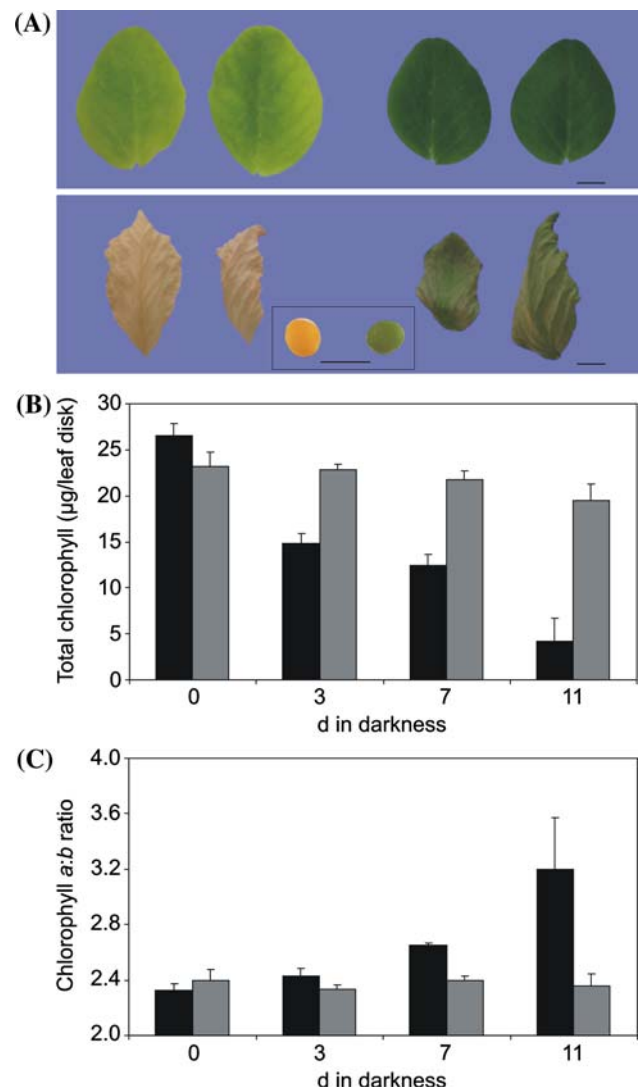 (A)
(B)
Total chlorophyll (µg/leaf disk)
30
25
20
15
10
5
0
0 3 7 11
d in darkness
(C)
Chlorophyll a:b ratio
4.0
3.6
3.2
2.8
2.4
2.0
0 3 7 11
d in darkness